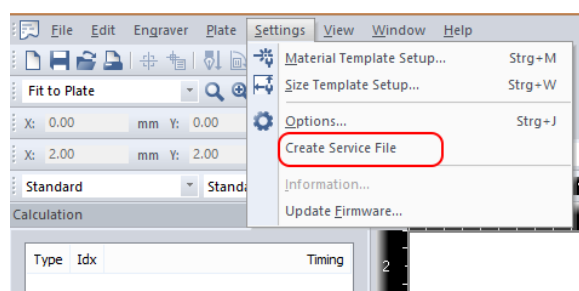 File Edit Engraver Plate Settings View Window Help
Material Template Setup... Strg+M
Fit to Plate Size Template Setup... Strg+W
X: 0.00 mm Y: 0.00 Options... Strg+J
Create Service File
X: 2.00 mm Y: 2.00
Standard Standa Information...
Calculation Update Firmware...
Type Idx Timing
2